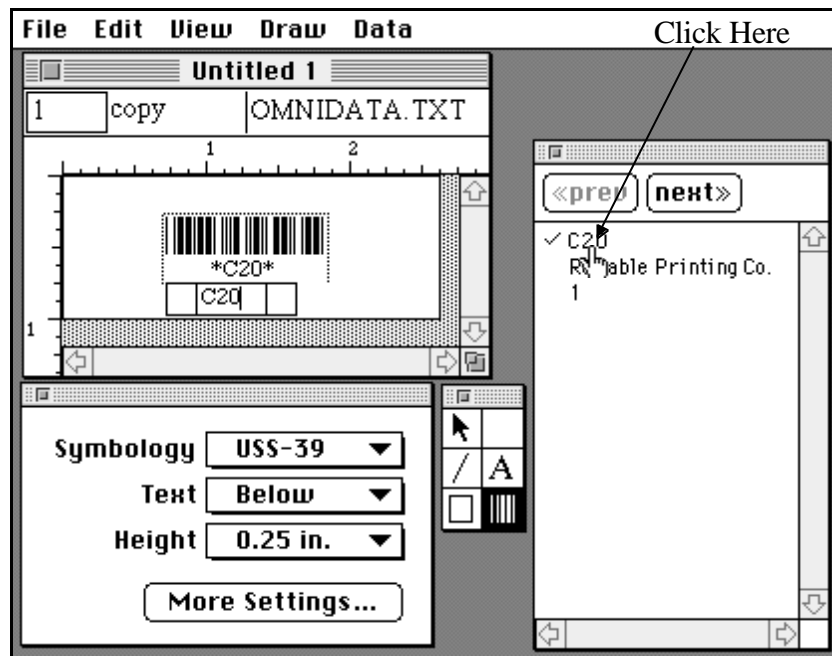 File Edit View Draw Data
Click Here
Untitled 1
1 copy OMNIDATA.TXT
1 2
*C20*
C20
1
«prev next»
✓ C20
Printing Co.
1
Symbology USS-39
Text Below
Height 0.25 in.
More Settings...
A